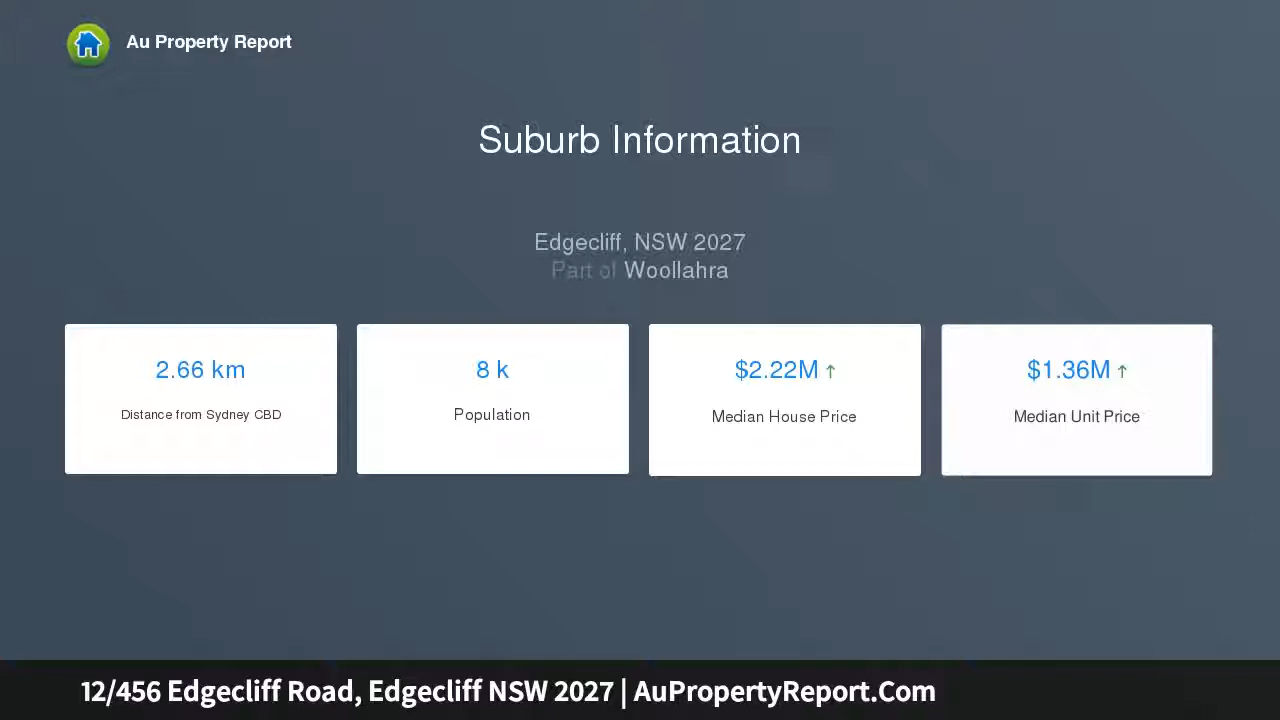 Au Property Report
Suburb Information
Edgecliff, NSW 2027
Part of Woollahra
2.66 km
Distance from Sydney CBD
8 k
Population
$2.22M ↑
Median House Price
$1.36M ↑
Median Unit Price
12/456 Edgecliff Road, Edgecliff NSW 2027 | AuPropertyReport.Com